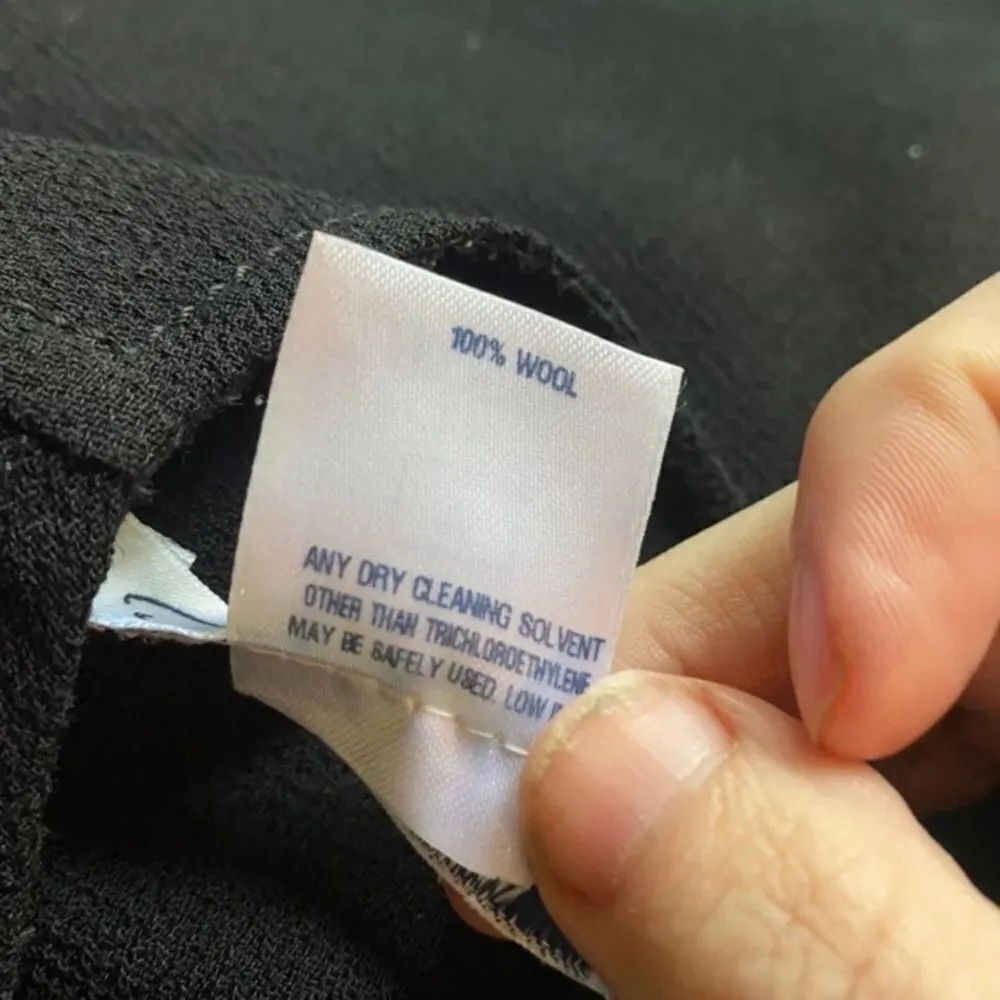 100% WOOL
ANY DRY CLEANING SOLVENT
OTHER THAN TRICHLOROETHYLENE
MAY BE SAFELY USED. LOW